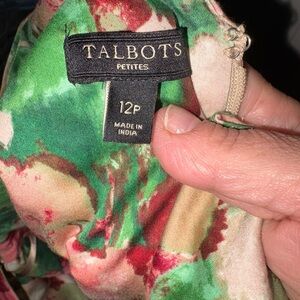 TALBOTS
PETITES
12P
MADE IN
INDIA